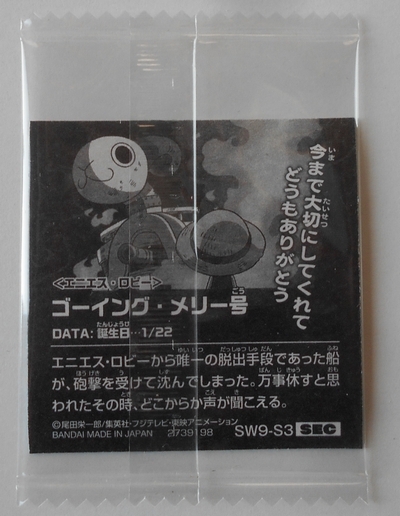 今まで大切にしてくれて
どうもありがとう
<エニエス・ロビー>
ゴーイング・メリー号
DATA: 誕生日…1/22
エニエス・ロビーから唯一の脱出手段であった船
が、砲撃を受けて沈んでしまった。万事休すと思
われたその時、どこからか声が聞こえる。
©尾田栄一郎/集英社・フジテレビ・東映アニメーション
BANDAI MADE IN JAPAN 2739198 SW9-S3 SEC